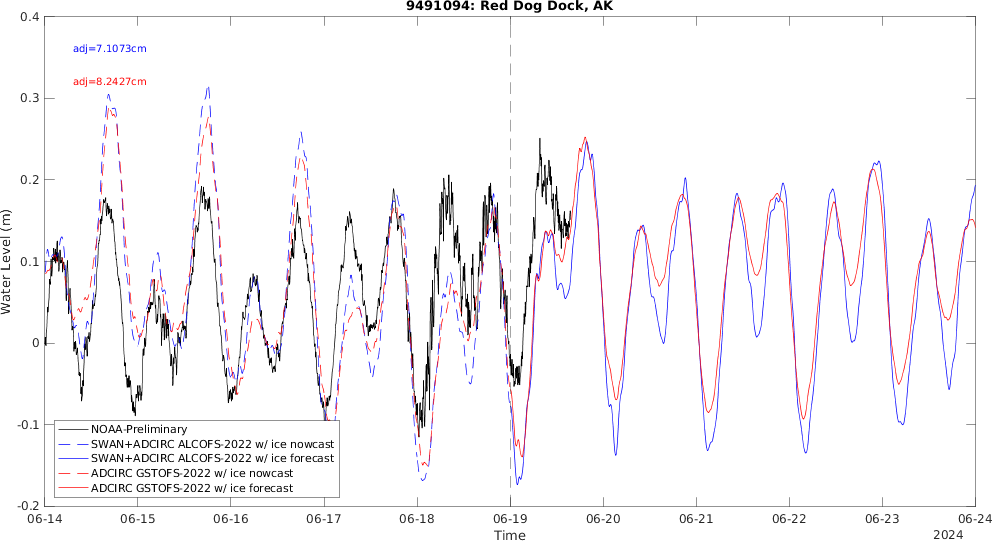 9491094: Red Dog Dock, AK
adj=7.1073cm
adj=8.2427cm
Water Level (m)
0.4
0.3
0.2
0.1
0
-0.1
-0.2
NOAA-Preliminary
SWAN+ADCIRC ALCOFS-2022 w/ ice nowcast
SWAN+ADCIRC ALCOFS-2022 w/ ice forecast
ADCIRC GSTOFS-2022 w/ ice nowcast
ADCIRC GSTOFS-2022 w/ ice forecast
06-14 06-15 06-16 06-17 06-18 06-19 06-20 06-21 06-22 06-23 06-24
Time
2024